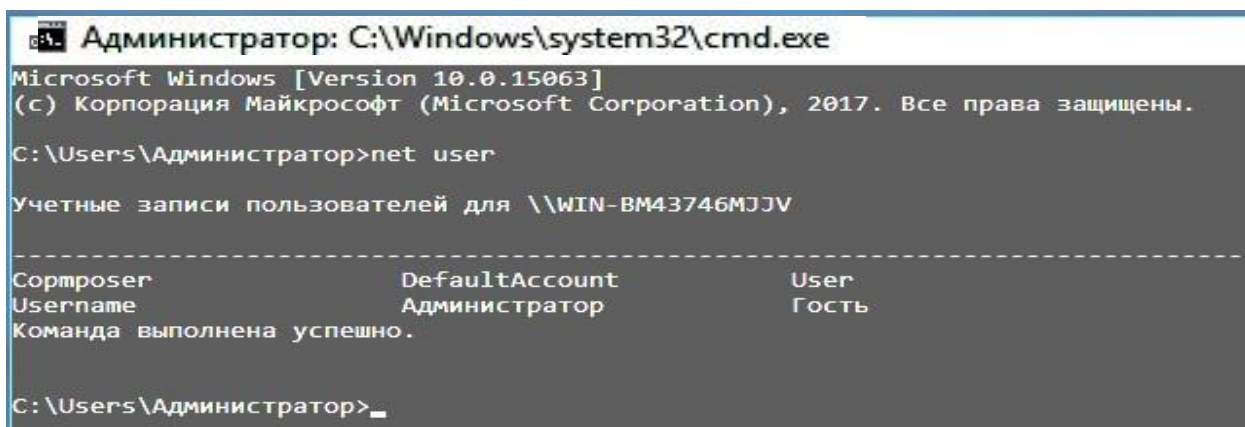 Администратор: C:\Windows\system32\cmd.exe
Microsoft Windows [Version 10.0.15063]
(c) Корпорация Майкрософт (Microsoft Corporation), 2017. Все права защищены.
C:\Users\Администратор>net user
Учетные записи пользователей для \\WIN-BM43746MJJV
-------------------------------------------------------------------------------
Copmposer DefaultAccount User
Username Администратор Гость
Команда выполнена успешно.
C:\Users\Администратор>_